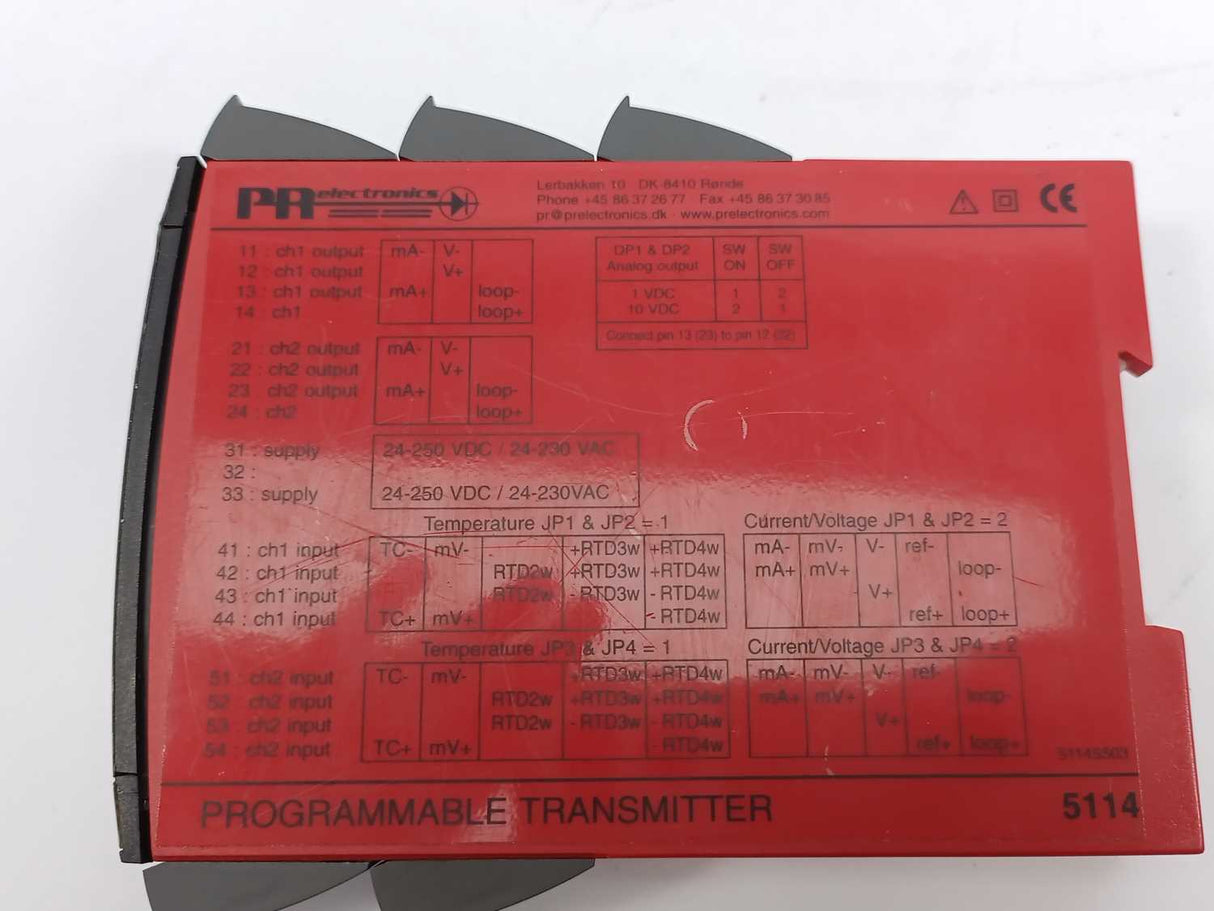 PR electronics
Lerbakken 10 · DK-8410 Rønde
Phone +45 86 37 26 77 · Fax +45 86 37 30 85
pr@prelectronics.dk · www.prelectronics.com
CE
11 : ch1 output mA- V-
12 : ch1 output V+
13 : ch1 output mA+ loop-
14 : ch1 loop+
DP1 & DP2 SW SW
Analog output ON OFF
1 VDC 1 2
10 VDC 2 1
Connect pin 13 (23) to pin 12 (22)
21 : ch2 output mA- V-
22 : ch2 output V+
23 : ch2 output mA+ loop-
24 : ch2 loop+
31 : supply 24-250 VDC / 24-230 VAC
32 :
33 : supply 24-250 VDC / 24-230VAC
Temperature JP1 & JP2 = 1 Current/Voltage JP1 & JP2 = 2
41 : ch1 input TC- mV- +RTD3w +RTD4w mA- mV- V- ref-
42 : ch1 input RTD2w +RTD3w +RTD4w mA+ mV+ loop-
43 : ch1 input RTD2w -RTD3w -RTD4w V+
44 : ch1 input TC+ mV+ -RTD4w ref+ loop+
Temperature JP3 & JP4 = 1 Current/Voltage JP3 & JP4 = 2
51 : ch2 input TC- mV- +RTD3w +RTD4w mA- mV- V- ref-
52 : ch2 input RTD2w +RTD3w +RTD4w mA+ mV+ loop-
53 : ch2 input RTD2w -RTD3w -RTD4w V+
54 : ch2 input TC+ mV+ -RTD4w ref+ loop+
5114S503
PROGRAMMABLE TRANSMITTER 5114